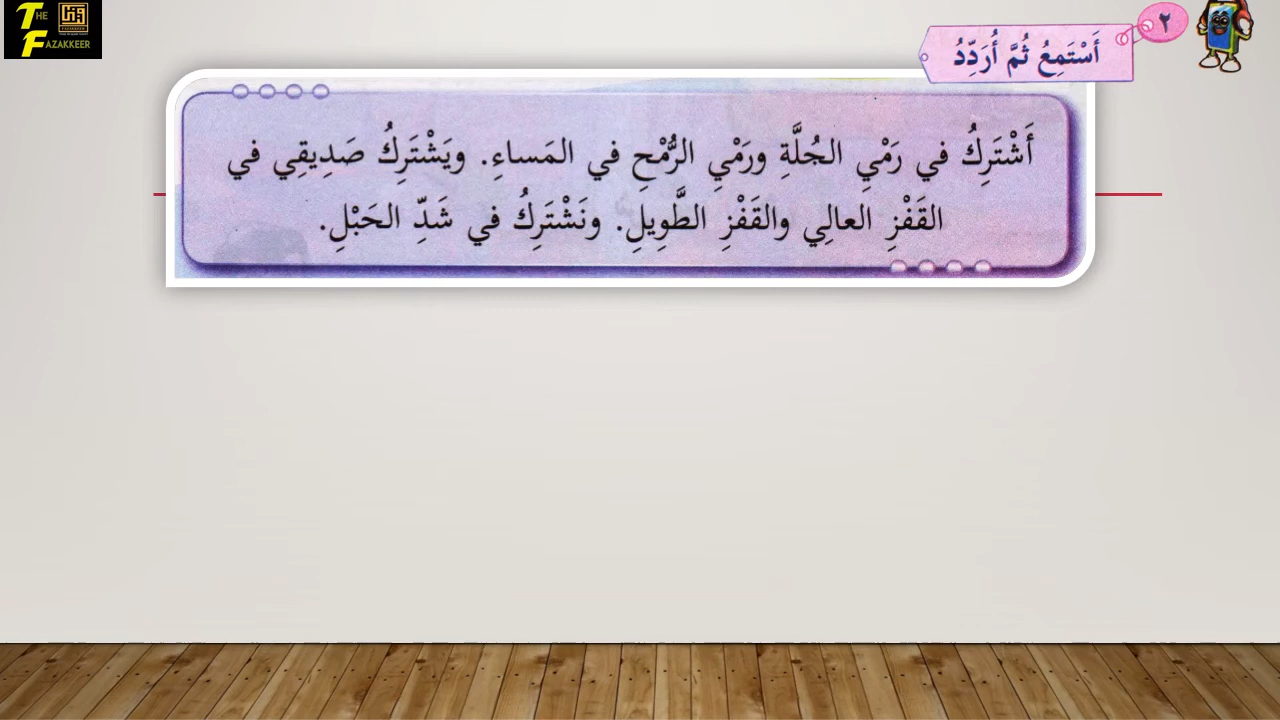 THE
FAZAKKEER
٢
أَسْتَمِعُ ثُمَّ أُرَدِّدُ
أَشْتَرِكُ في رَمْيِ الجُلَّةِ ورَمْيِ الرُّمْحِ في المَساءِ. ويَشْتَرِكُ صَدِيقِي في
القَفْزِ العالِي والقَفْزِ الطَّوِيلِ. ونَشْتَرِكُ في شَدِّ الحَبْلِ.